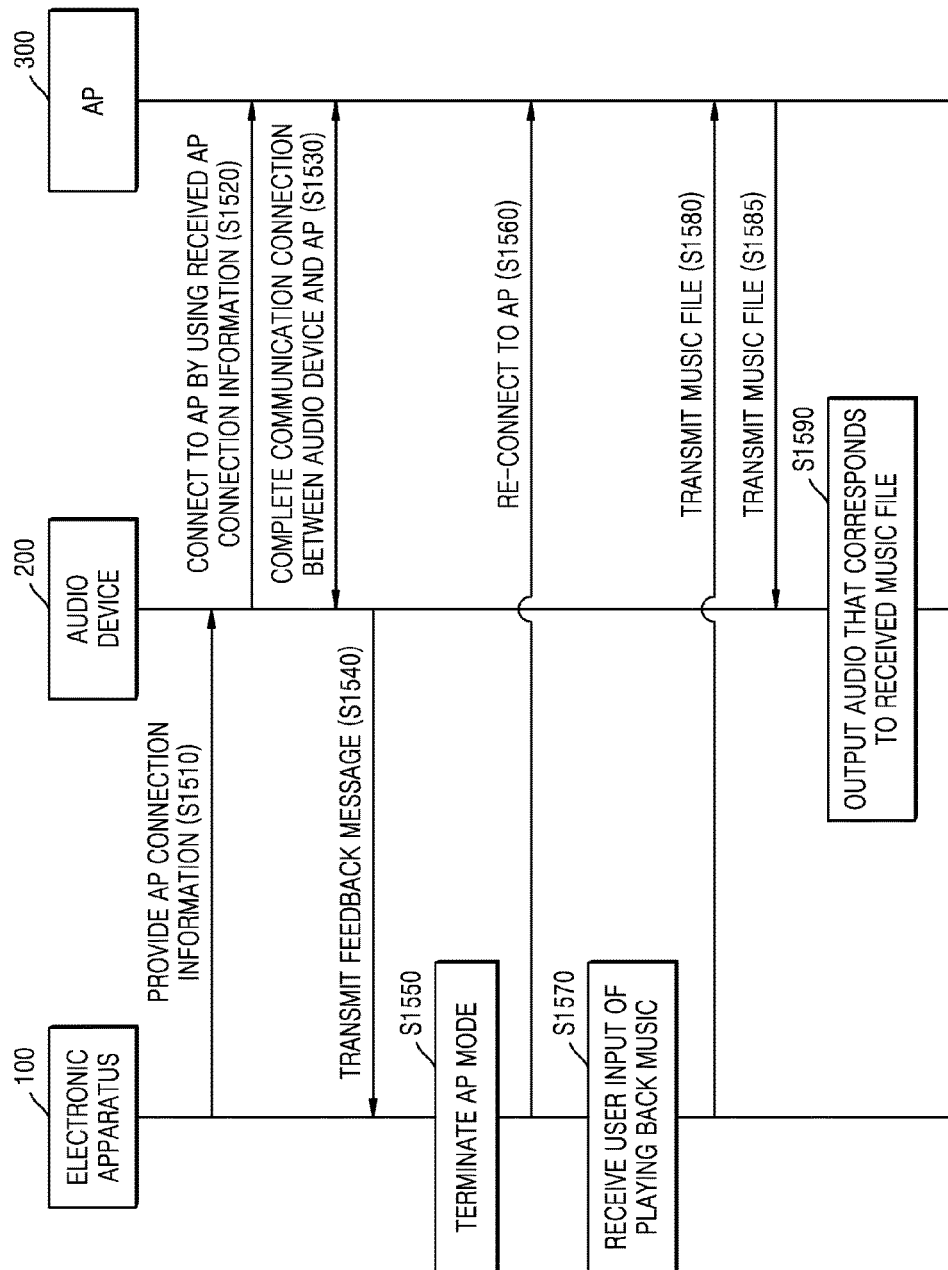 100
ELECTRONIC
APPARATUS
200
AUDIO
DEVICE
300
AP
PROVIDE AP CONNECTION
INFORMATION (S1510)
CONNECT TO AP BY USING RECEIVED AP
CONNECTION INFORMATION (S1520)
COMPLETE COMMUNICATION CONNECTION
BETWEEN AUDIO DEVICE AND AP (S1530)
TRANSMIT FEEDBACK MESSAGE (S1540)
S1550
TERMINATE AP MODE
RE-CONNECT TO AP (S1560)
S1570
RECEIVE USER INPUT OF
PLAYING BACK MUSIC
TRANSMIT MUSIC FILE (S1580)
TRANSMIT MUSIC FILE (S1585)
S1590
OUTPUT AUDIO THAT CORRESPONDS
TO RECEIVED MUSIC FILE